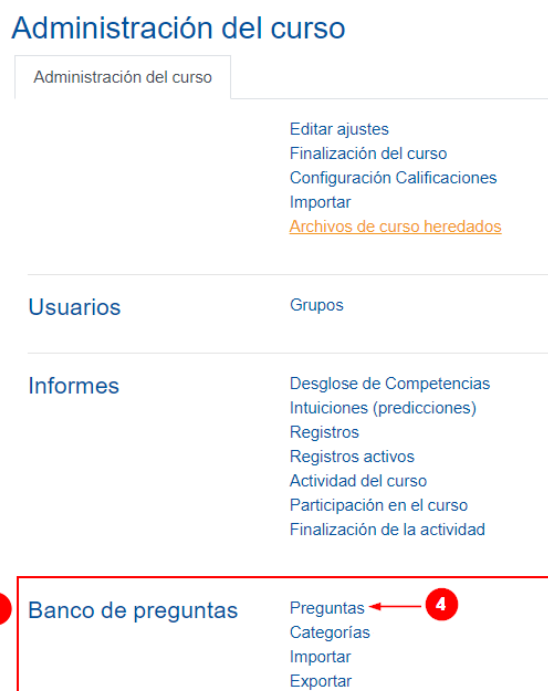 Administración del curso
Administración del curso
Editar ajustes
Finalización del curso
Configuración Calificaciones
Importar
Archivos de curso heredados
Usuarios
Grupos
Informes
Desglose de Competencias
Intuiciones (predicciones)
Registros
Registros activos
Actividad del curso
Participación en el curso
Finalización de la actividad
Banco de preguntas
Preguntas 4
Categorías
Importar
Exportar